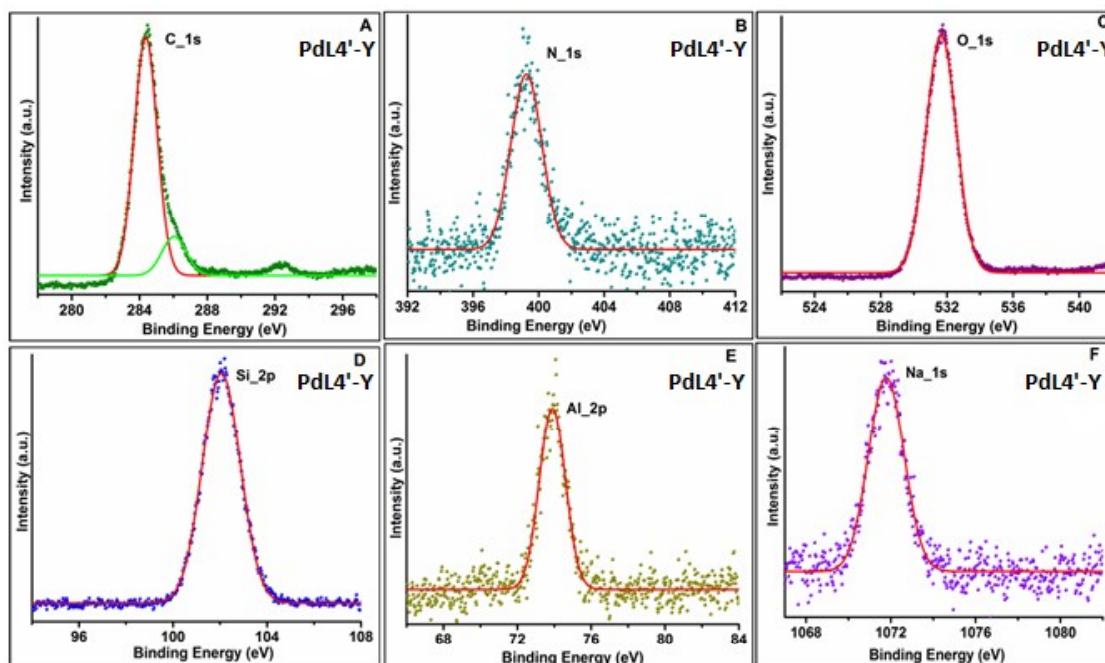 A
C_1s
PdL4'-Y
Intensity (a.u.)
280 284 288 292 296
Binding Energy (eV)
B
N_1s
PdL4'-Y
Intensity (a.u.)
392 396 400 404 408 412
Binding Energy (eV)
C
O_1s
PdL4'-Y
Intensity (a.u.)
524 528 532 536 540
Binding Energy (eV)
D
Si_2p
PdL4'-Y
Intensity (a.u.)
96 100 104 108
Binding Energy (eV)
E
Al_2p
PdL4'-Y
Intensity (a.u.)
68 72 76 80 84
Binding Energy (eV)
F
Na_1s
PdL4'-Y
Intensity (a.u.)
1068 1072 1076 1080
Binding Energy (eV)